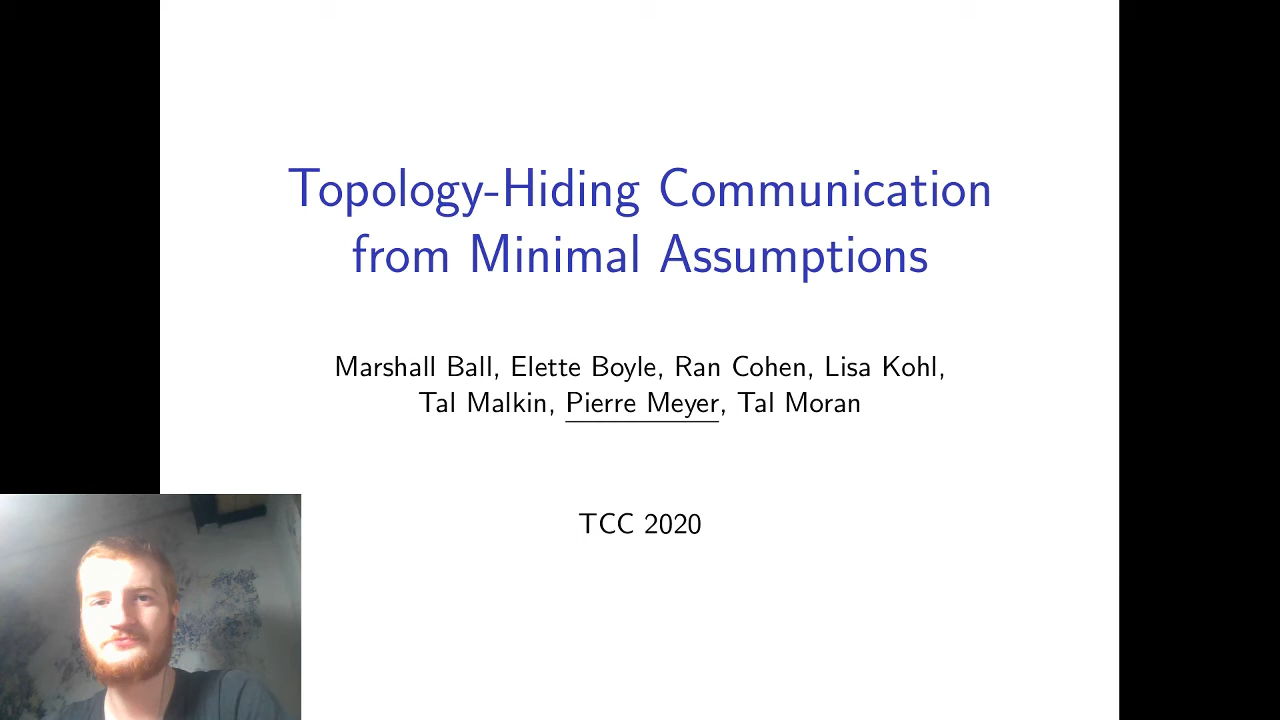 Topology-Hiding Communication
from Minimal Assumptions
Marshall Ball, Elette Boyle, Ran Cohen, Lisa Kohl,
Tal Malkin, Pierre Meyer, Tal Moran
TCC 2020